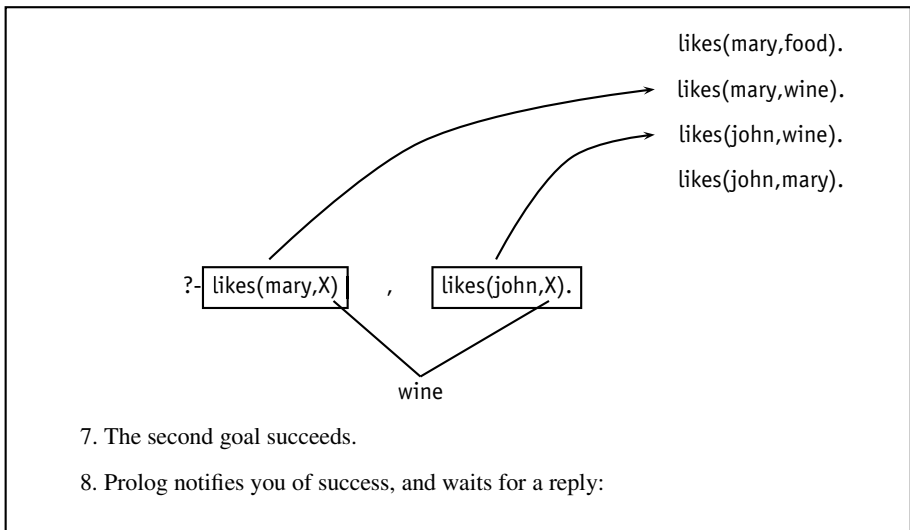 likes(mary,food).
likes(mary,wine).
likes(john,wine).
likes(john,mary).
?- likes(mary,X) , likes(john,X).
wine
7. The second goal succeeds.
8. Prolog notifies you of success, and waits for a reply: